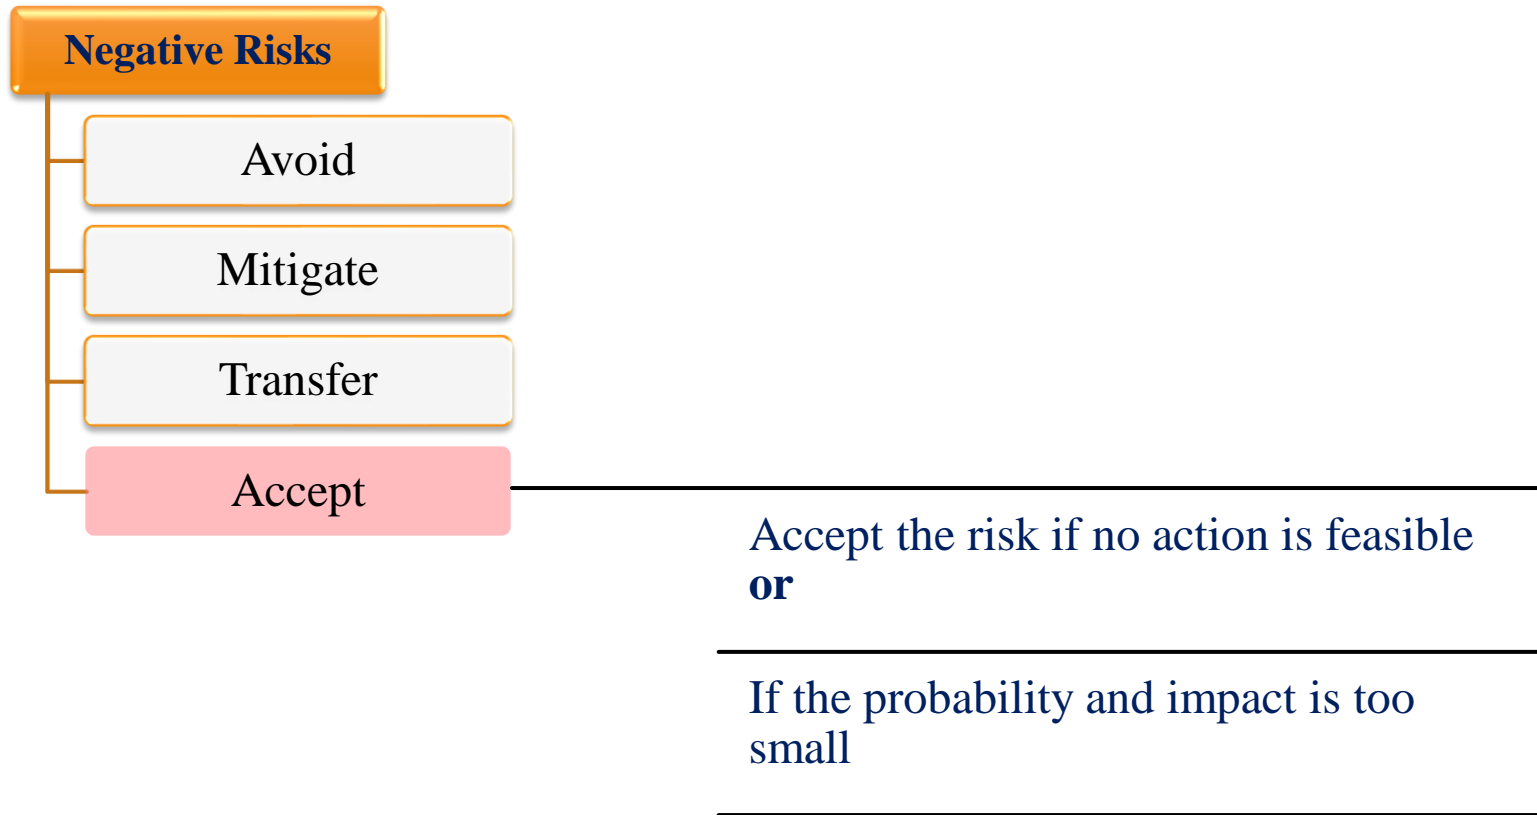 Negative Risks
Avoid
Mitigate
Transfer
Accept
Accept the risk if no action is feasible
or
If the probability and impact is too
small